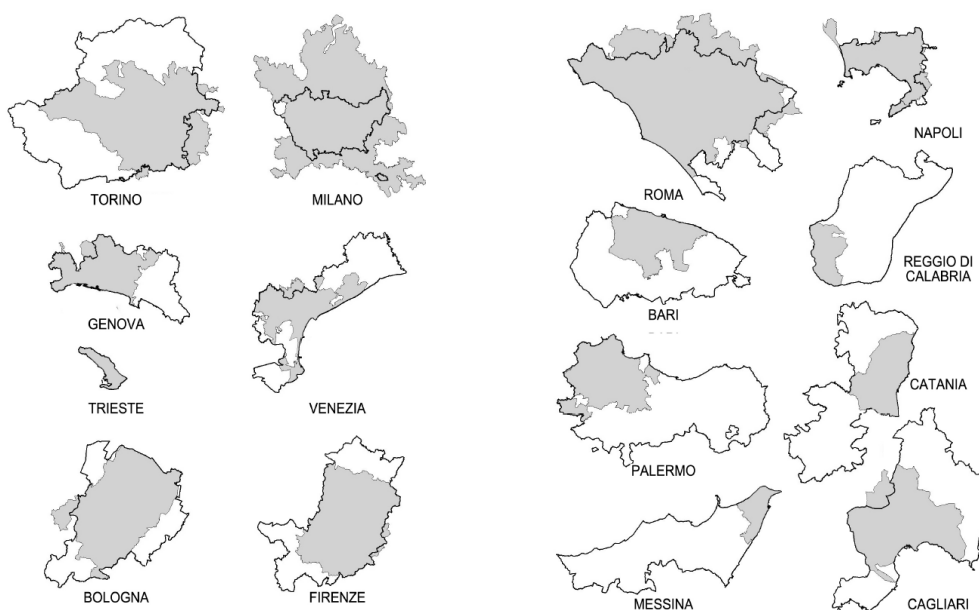 TORINO
MILANO
GENOVA
TRIESTE
VENEZIA
BOLOGNA
FIRENZE
ROMA
NAPOLI
BARI
REGGIO DI
CALABRIA
PALERMO
CATANIA
MESSINA
CAGLIARI